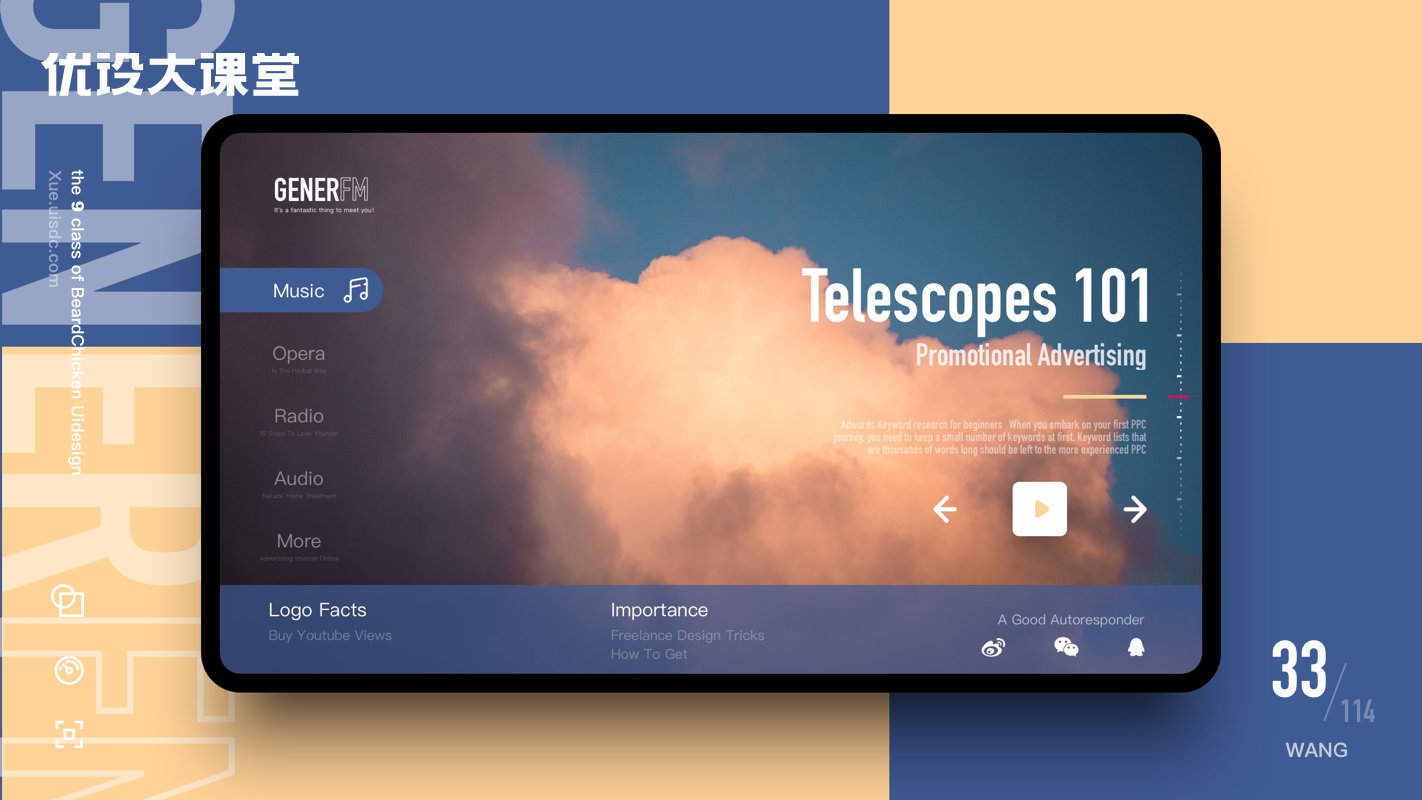 优设大课堂
GENERFM
the 9 class of BeardChicken Uidesign
Xue.uisdc.com
GENERFM
It's a fantastic thing to meet you!
Music
Opera
Is The Herbal Way
Radio
10 Steps To Look Younger
Audio
Natural Home Treatment
More
Advertising Internet Online
Telescopes 101
Promotional Advertising
Adwords Keyword research for beginners When you embark on your first PPC
journey, you need to keep a small number of keywords at first. Keyword lists that
are thousands of words long should be left to the more experienced PPC
Logo Facts
Buy Youtube Views
Importance
Freelance Design Tricks
How To Get
A Good Autoresponder
33/114
WANG